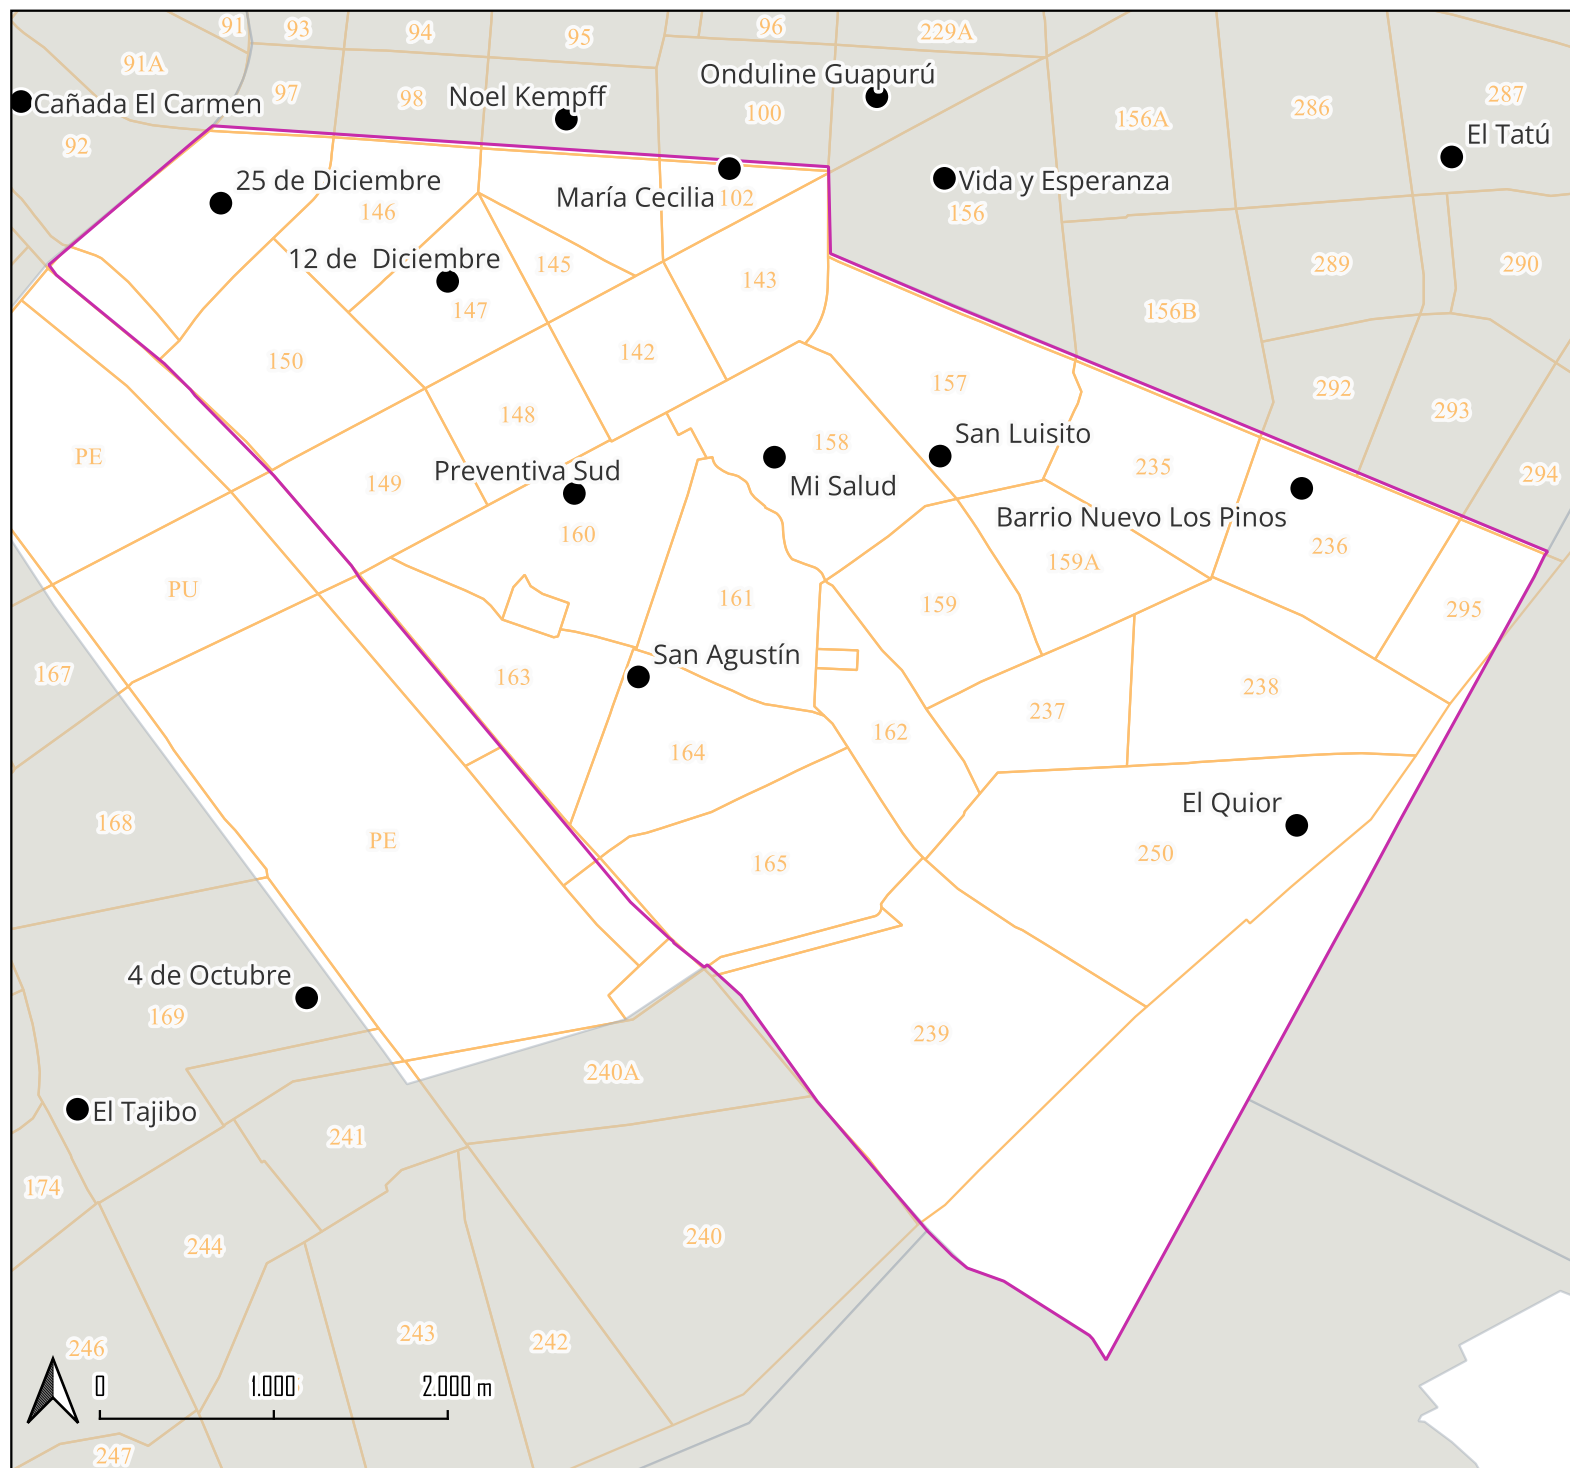 91
93
94
95
96
229A
91A
97
98
Noel Kempff
Onduline Guapurú
100
156A
286
287
Cañada El Carmen
92
El Tatú
25 de Diciembre
146
María Cecilia
102
Vida y Esperanza
156
12 de Diciembre
145
147
143
289
290
156B
150
142
157
292
293
148
158
San Luisito
PE
149
Preventiva Sud
Mi Salud
235
294
160
Barrio Nuevo Los Pinos
236
159A
PU
161
159
295
167
163
San Agustín
164
162
237
238
168
PE
165
El Quior
250
4 de Octubre
169
239
240A
El Tajibo
241
174
244
240
246
243
242
0
1.000
2.000 m
247